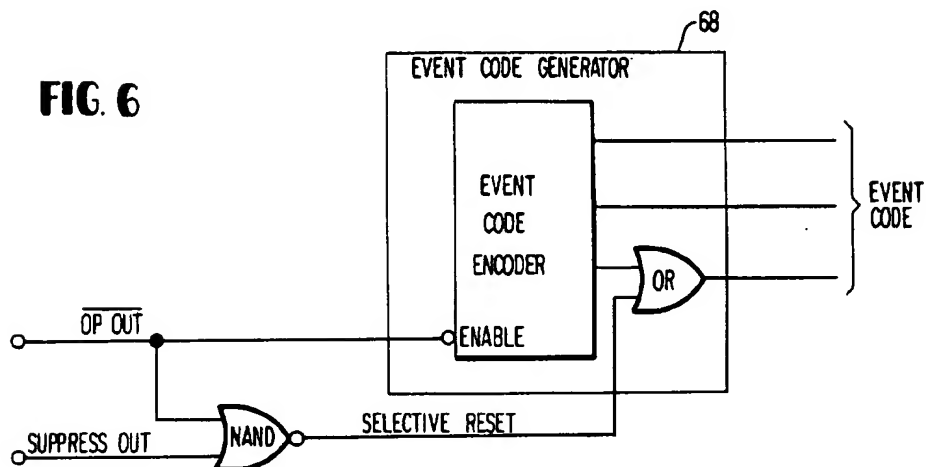 68
EVENT CODE GENERATOR
FIG. 6
EVENT
CODE
ENCODER
EVENT
CODE
OR
OP OUT
ENABLE
SELECTIVE RESET
NAND
SUPPRESS OUT